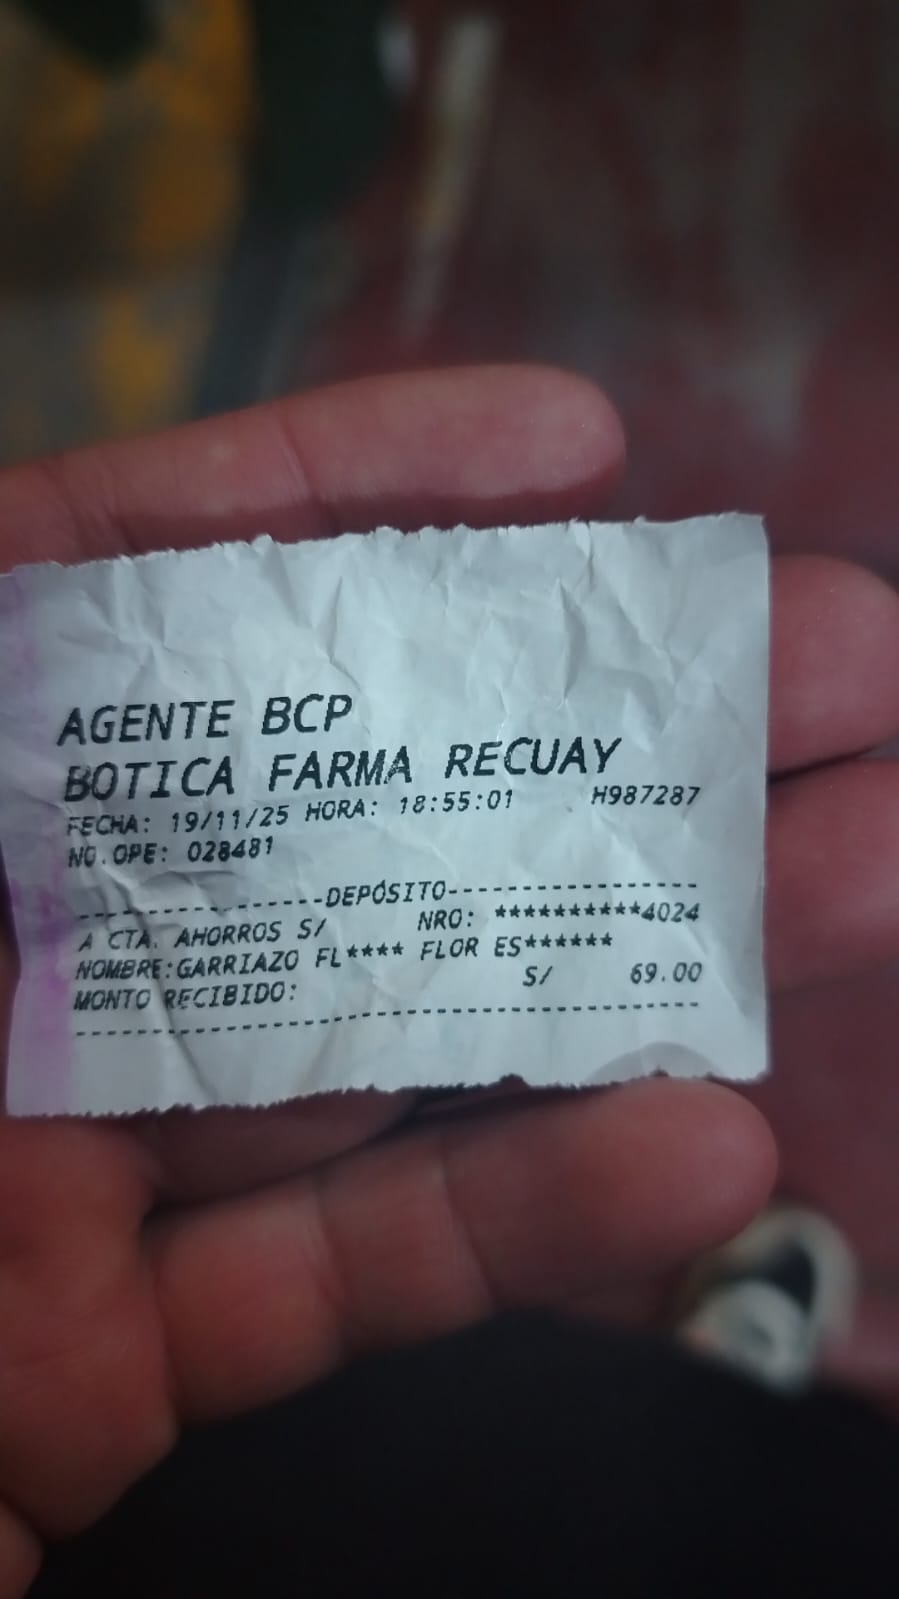 AGENTE BCP
BOTICA FARMA RECUAY
FECHA: 19/11/25 HORA: 18:55:01 H987287
NO.OPE: 028481
------------------DEPÓSITO------------------
A CTA. AHORROS S/ NRO: **********4024
NOMBRE:GARRIAZO FL**** FLOR ES******
MONTO RECIBIDO: S/ 69.00
--------------------------------------------